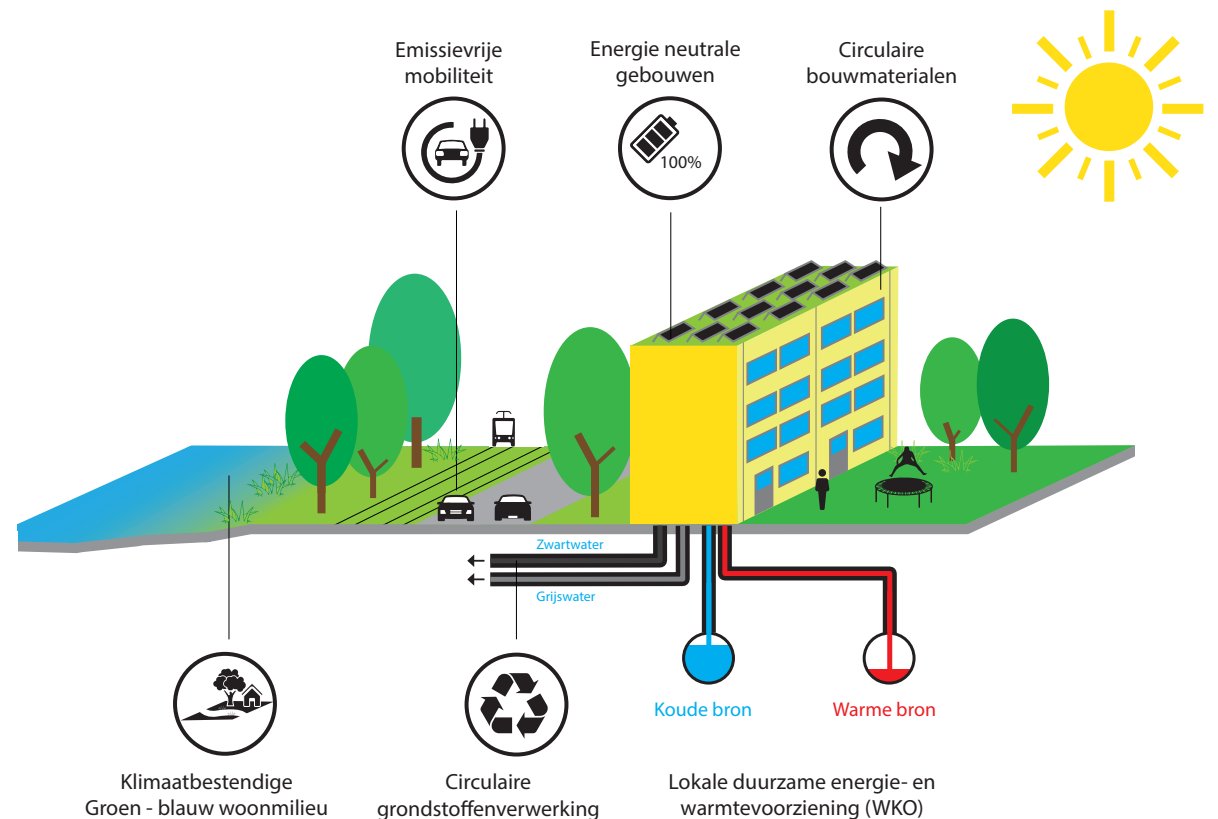 Emissievrije
mobiliteit
Energie neutrale
gebouwen
Circulaire
bouwmaterialen
100%
Zwartwater
Grijswater
Koude bron
Warme bron
Klimaatbestendige
Groen - blauw woonmilieu
Circulaire
grondstoffenverwerking
Lokale duurzame energie- en
warmtevoorziening (WKO)